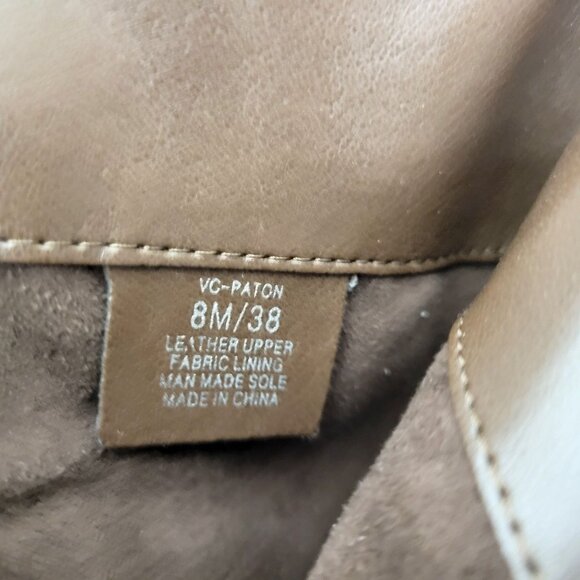 VC-PATON
8M/38
LEATHER UPPER
FABRIC LINING
MAN MADE SOLE
MADE IN CHINA